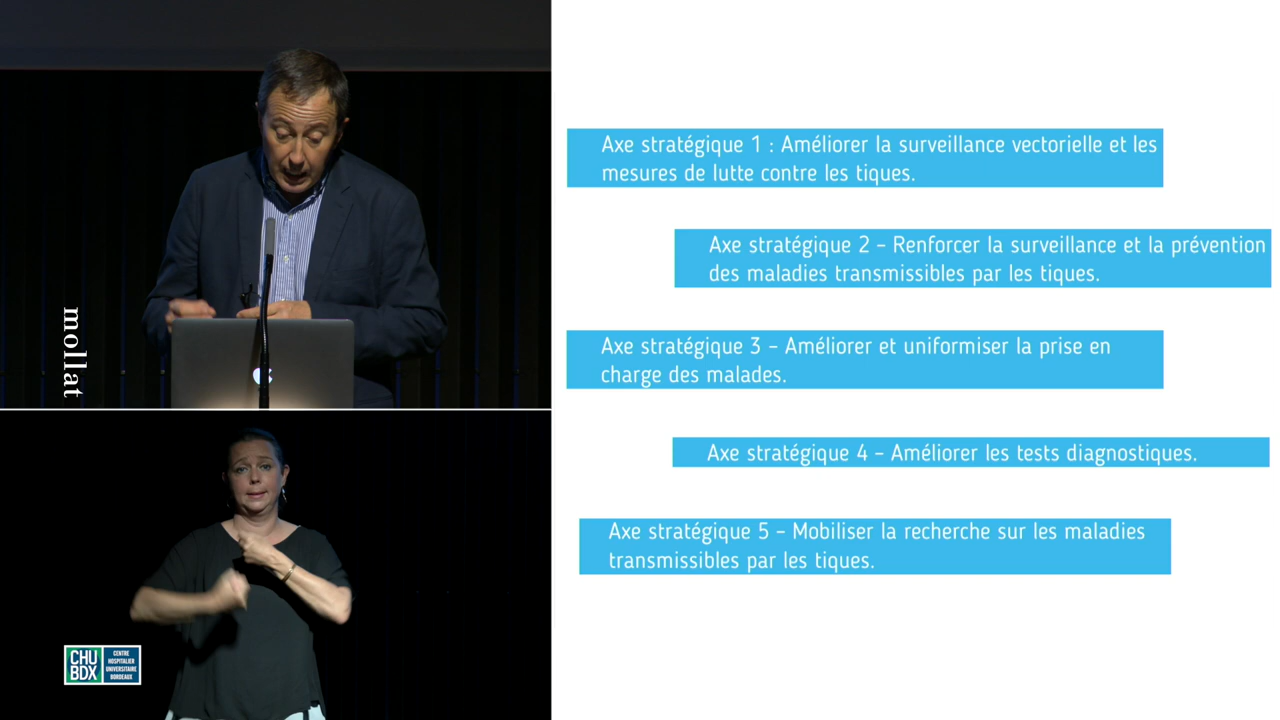 mollat
CHU
BDX
CENTRE
HOSPITALIER
UNIVERSITAIRE
BORDEAUX
Axe stratégique 1 : Améliorer la surveillance vectorielle et les
mesures de lutte contre les tiques.
Axe stratégique 2 – Renforcer la surveillance et la prévention
des maladies transmissibles par les tiques.
Axe stratégique 3 – Améliorer et uniformiser la prise en
charge des malades.
Axe stratégique 4 – Améliorer les tests diagnostiques.
Axe stratégique 5 – Mobiliser la recherche sur les maladies
transmissibles par les tiques.